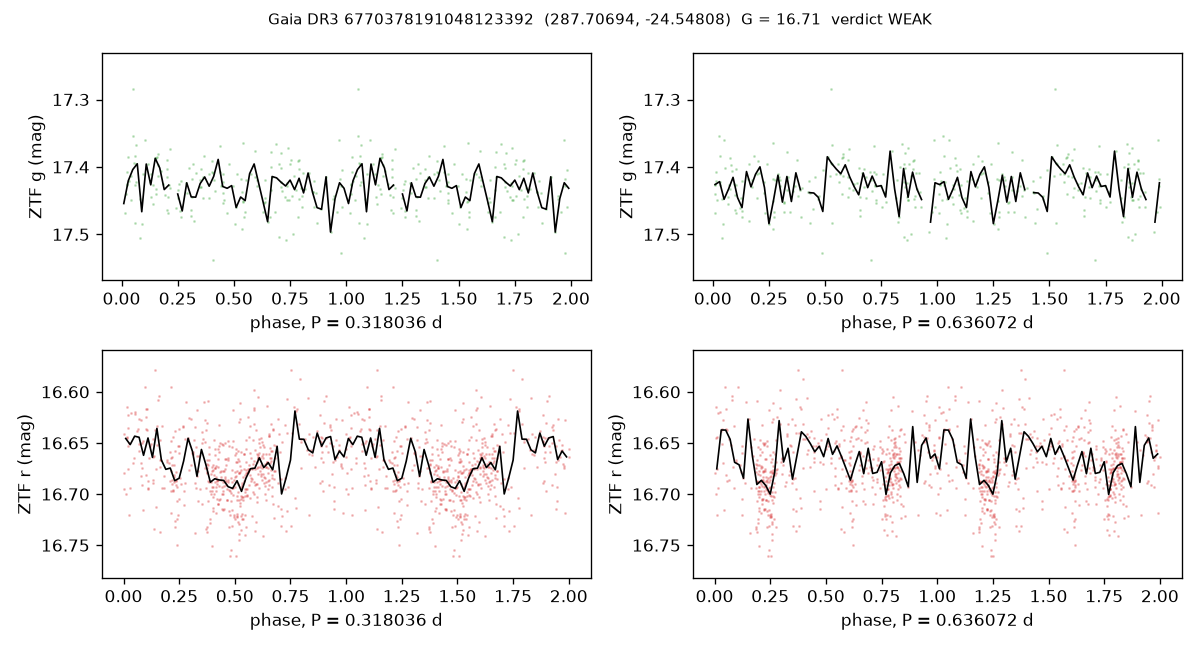 Gaia DR3 6770378191048123392 (287.70694, -24.54808) G = 16.71 verdict WEAK
ZTF g (mag)
17.3
17.4
17.5
0.00 0.25 0.50 0.75 1.00 1.25 1.50 1.75 2.00
phase, P = 0.318036 d
ZTF g (mag)
17.3
17.4
17.5
0.00 0.25 0.50 0.75 1.00 1.25 1.50 1.75 2.00
phase, P = 0.636072 d
ZTF r (mag)
16.60
16.65
16.70
16.75
0.00 0.25 0.50 0.75 1.00 1.25 1.50 1.75 2.00
phase, P = 0.318036 d
ZTF r (mag)
16.60
16.65
16.70
16.75
0.00 0.25 0.50 0.75 1.00 1.25 1.50 1.75 2.00
phase, P = 0.636072 d